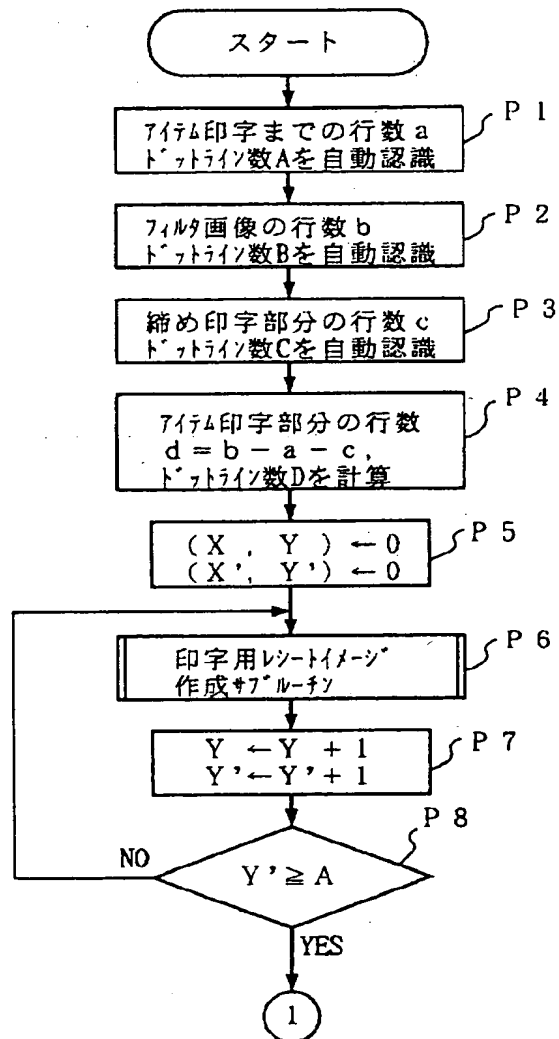 スタート
P 1
アイテム印字までの行数a
ドットライン数Aを自動認識
P 2
フィルタ画像の行数b
ドットライン数Bを自動認識
P 3
締め印字部分の行数c
ドットライン数Cを自動認識
P 4
アイテム印字部分の行数
d=b-a-c,
ドットライン数Dを計算
P 5
(X, Y)←0
(X', Y')←0
P 6
印字用レシートイメージ
作成サブルーチン
P 7
Y←Y+1
Y'←Y'+1
P 8
NO
Y'≧A
YES
1